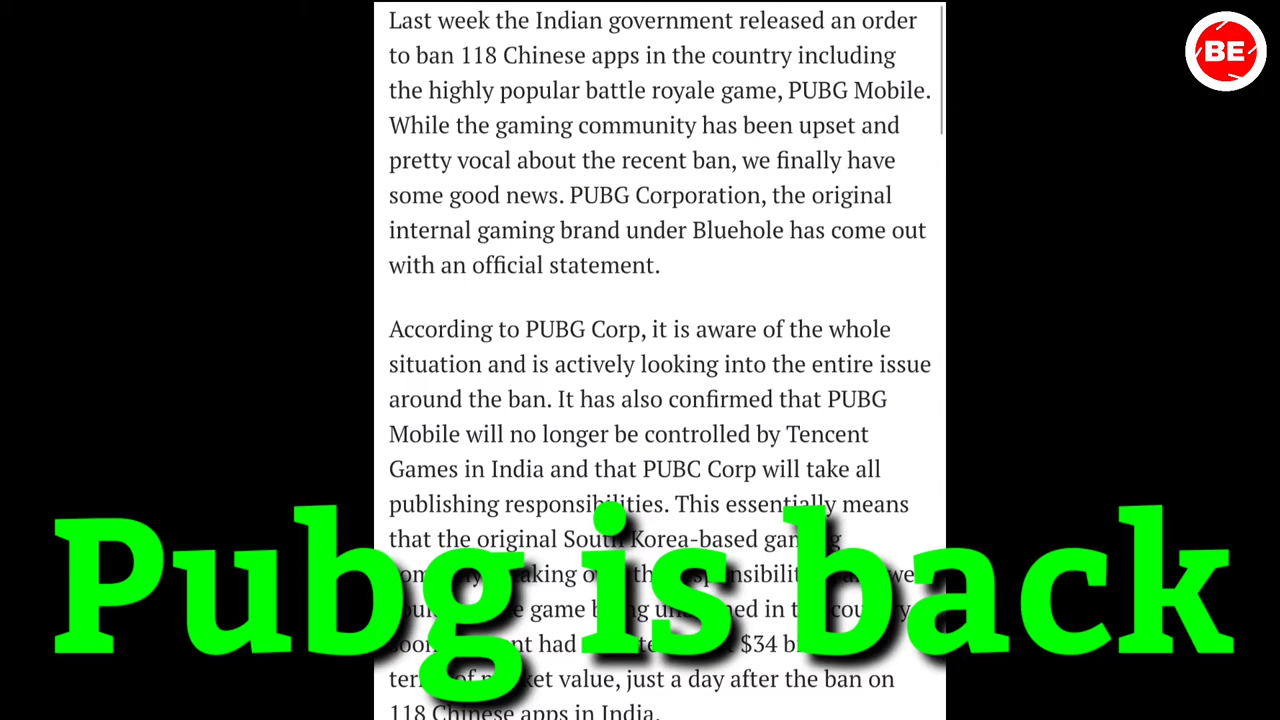 BE
Last week the Indian government released an order
to ban 118 Chinese apps in the country including
the highly popular battle royale game, PUBG Mobile.
While the gaming community has been upset and
pretty vocal about the recent ban, we finally have
some good news. PUBG Corporation, the original
internal gaming brand under Bluehole has come out
with an official statement.
According to PUBG Corp, it is aware of the whole
situation and is actively looking into the entire issue
around the ban. It has also confirmed that PUBG
Mobile will no longer be controlled by Tencent
Games in India and that PUBC Corp will take all
publishing responsibilities. This essentially means
that the original South Korea-based gaming
game in
had $34
value, just a day after the ban on
118 Chinese apps in India.
Pubg is back